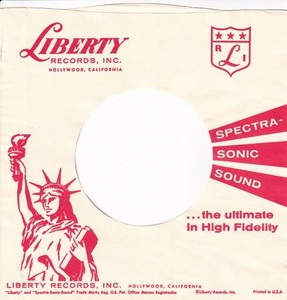 LIBERTY
RECORDS, INC.
HOLLYWOOD, CALIFORNIA
R L I
SPECTRA-
SONIC
SOUND
...the ultimate
in High Fidelity
LIBERTY RECORDS, INC. HOLLYWOOD, CALIFORNIA
"Liberty" and "Spectra-Sonic-Sound" Trade Marks Reg. U.S. Pat. Office Marcas Registradas ©Liberty Records, Inc. Printed in U.S.A.